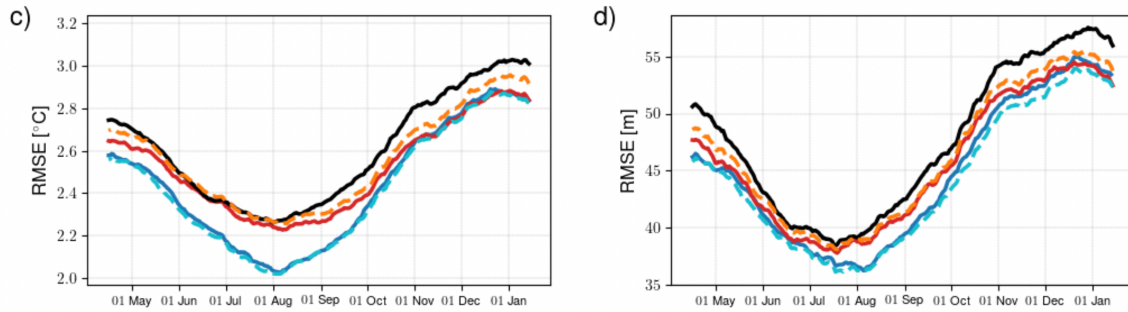 c)
RMSE [°C]
3.2
3.0
2.8
2.6
2.4
2.2
2.0
01 May 01 Jun 01 Jul 01 Aug 01 Sep 01 Oct 01 Nov 01 Dec 01 Jan
d)
RMSE [m]
55
50
45
40
35
01 May 01 Jun 01 Jul 01 Aug 01 Sep 01 Oct 01 Nov 01 Dec 01 Jan